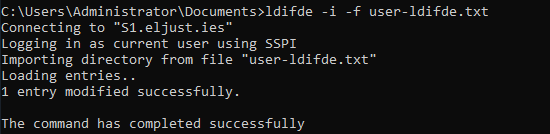 C:\Users\Administrator\Documents>ldifde -i -f user-ldifde.txt
Connecting to "S1.eljust.ies"
Logging in as current user using SSPI
Importing directory from file "user-ldifde.txt"
Loading entries..
1 entry modified successfully.

The command has completed successfully